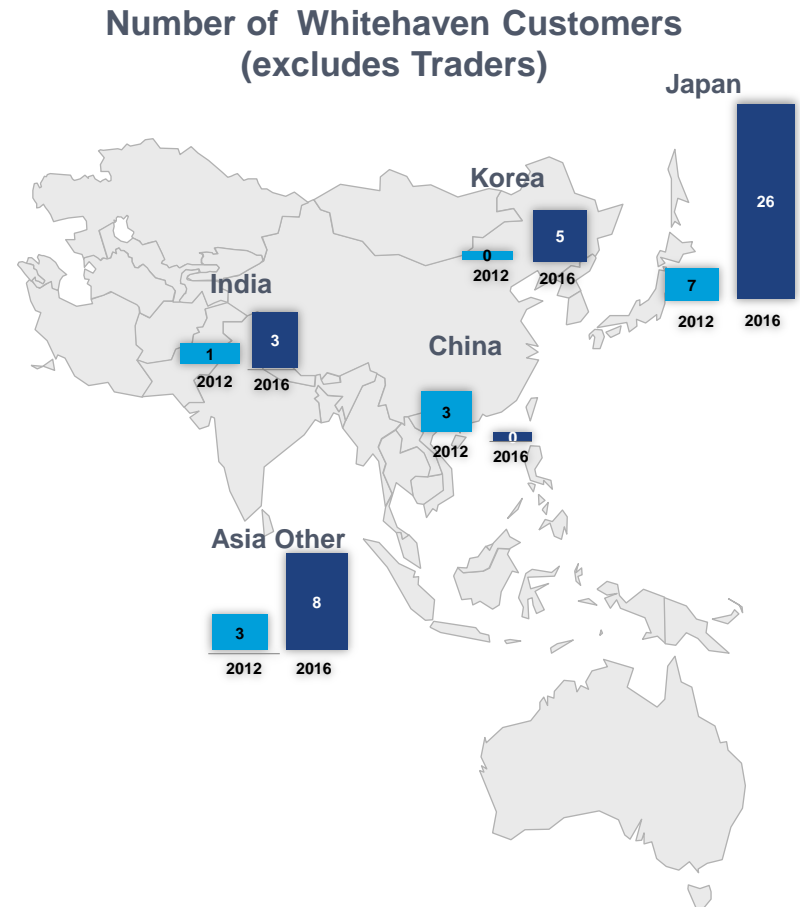 Number of  Whitehaven Customers
(excludes Traders)
Japan
26
7
2012
2016
Korea
0
5
2012
2016
India
1
3
2012
2016
China
3
0
2012
2016
Asia Other
3
8
2012
2016